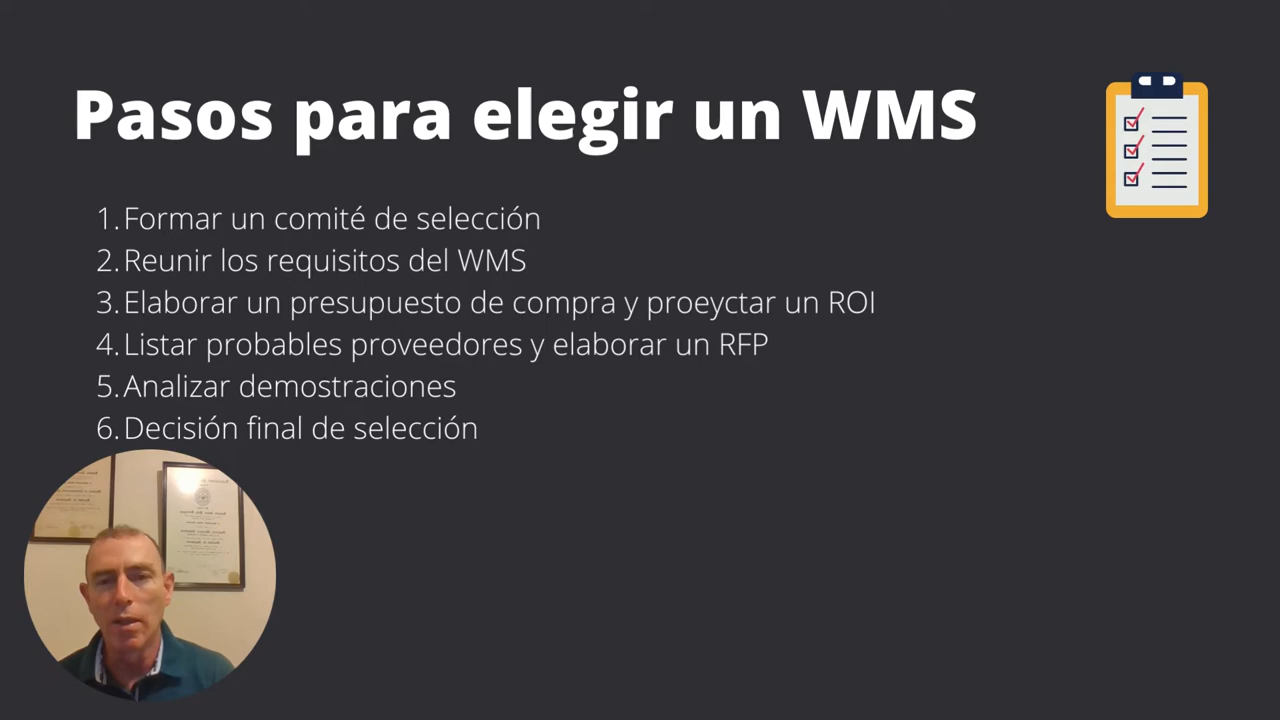 Pasos para elegir un WMS
1. Formar un comité de selección
2. Reunir los requisitos del WMS
3. Elaborar un presupuesto de compra y proeyctar un ROI
4. Listar probables proveedores y elaborar un RFP
5. Analizar demostraciones
6. Decisión final de selección